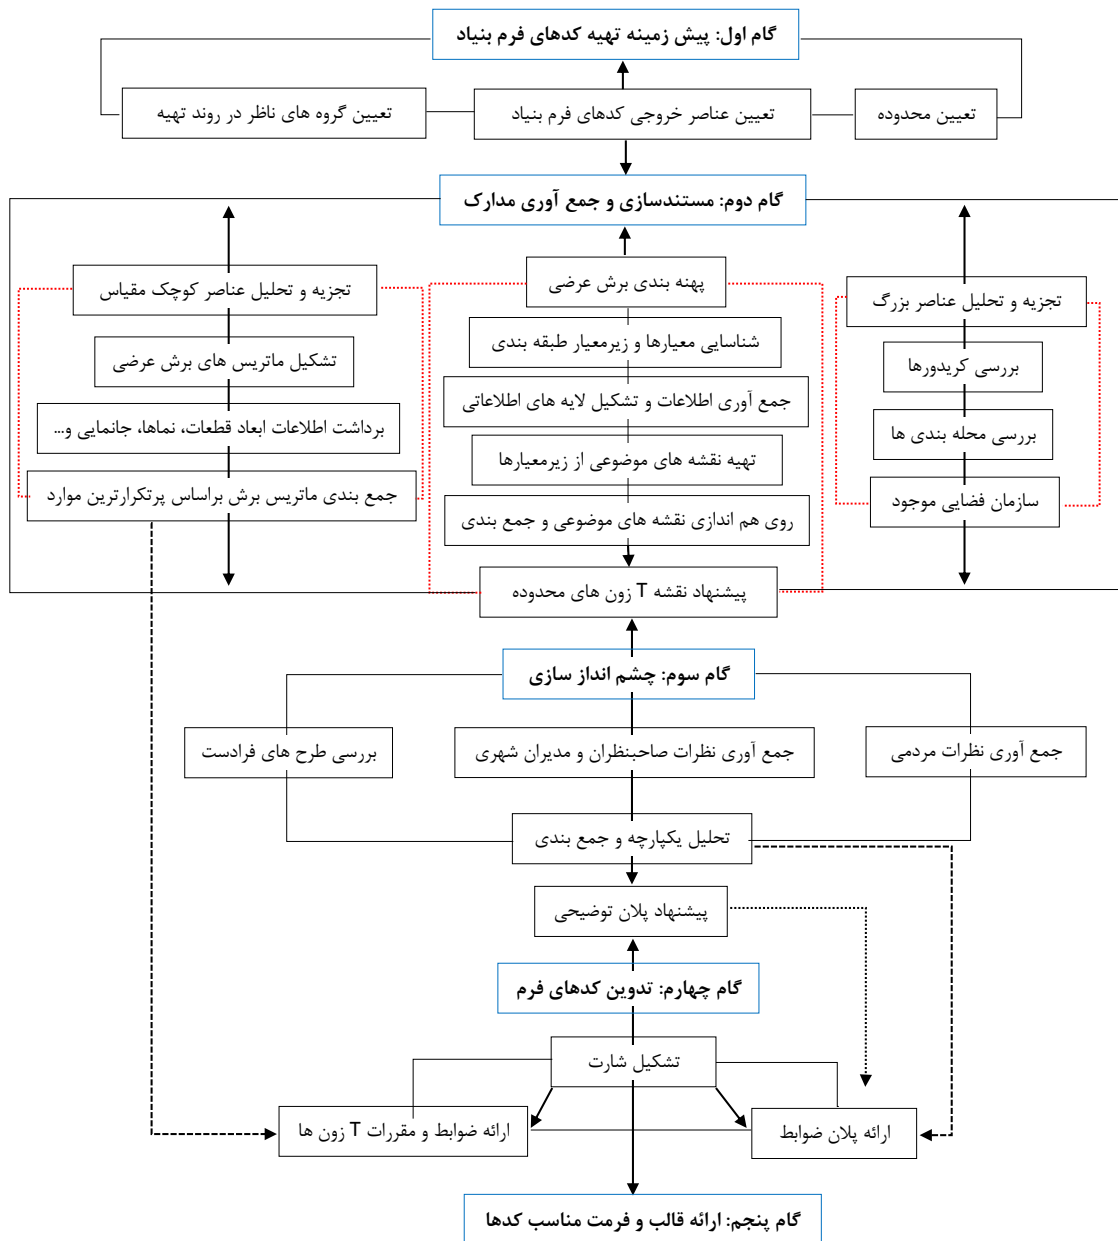 گام اول: پیش زمینه تهیه کدهای فرم بنیاد
تعیین محدوده
تعیین عناصر خروجی کدهای فرم بنیاد
تعیین گروه های ناظر در روند تهیه
گام دوم: مستندسازی و جمع آوری مدارک
تجزیه و تحلیل عناصر بزرگ
بررسی کریدورها
بررسی محله بندی ها
سازمان فضایی موجود
پهنه بندی برش عرضی
شناسایی معیارها و زیرمعیار طبقه بندی
جمع آوری اطلاعات و تشکیل لایه های اطلاعاتی
تهیه نقشه های موضوعی از زیرمعیارها
روی هم اندازی نقشه های موضوعی و جمع بندی
پیشنهاد نقشه T زون های محدوده
تجزیه و تحلیل عناصر کوچک مقیاس
تشکیل ماتریس های برش عرضی
برداشت اطلاعات ابعاد قطعات، نماها، جانمایی و...
جمع بندی ماتریس برش براساس پرتکرارترین موارد
گام سوم: چشم انداز سازی
جمع آوری نظرات مردمی
جمع آوری نظرات صاحبنظران و مدیران شهری
بررسی طرح های فرادست
تحلیل یکپارچه و جمع بندی
پیشنهاد پلان توضیحی
گام چهارم: تدوین کدهای فرم
تشکیل شارت
ارائه پلان ضوابط
ارائه ضوابط و مقررات T زون ها
گام پنجم: ارائه قالب و فرمت مناسب کدها